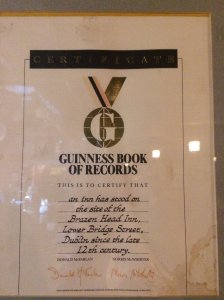 CERTIFICATE
G
GUINNESS BOOK
OF RECORDS
THIS IS TO CERTIFY THAT
an inn has stood on
the site of the
Brazen Head Inn,
Lower Bridge Street,
Dublin since the late
12th century.
DONALD McFARLAN NORRIS McWHIRTER